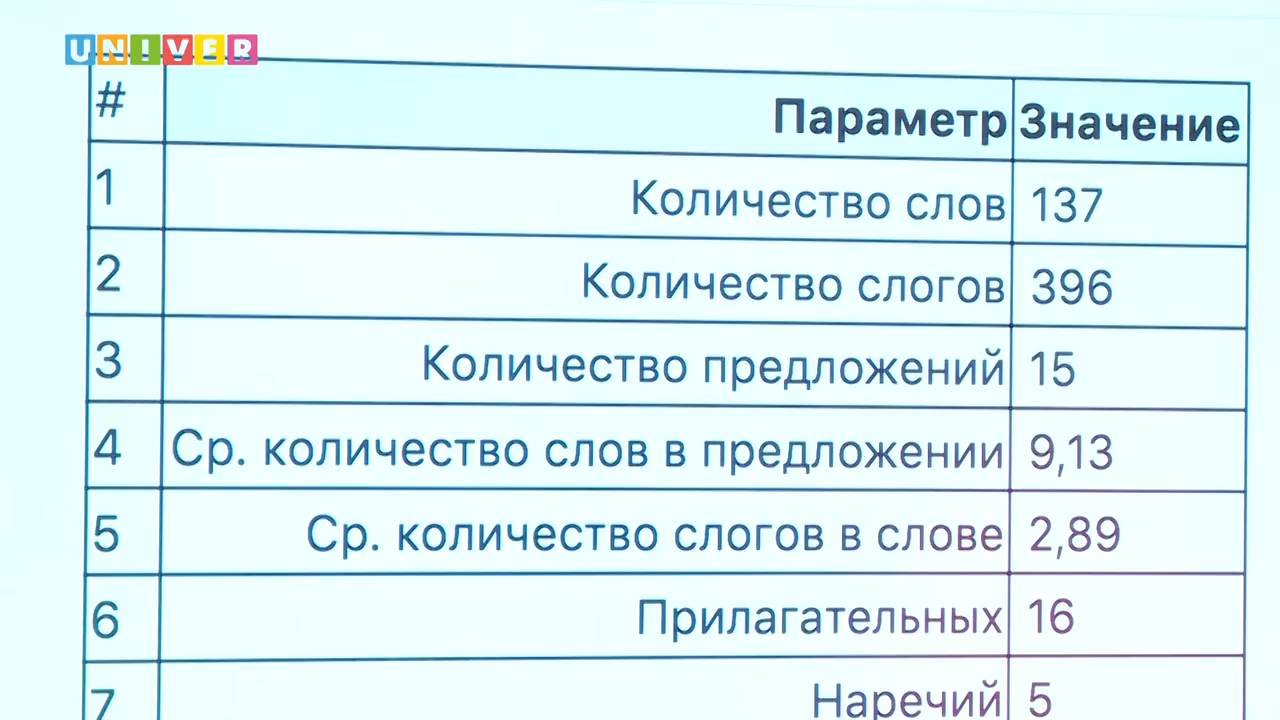 UNIVER
# Параметр Значение
1 Количество слов 137
2 Количество слогов 396
3 Количество предложений 15
4 Ср. количество слов в предложении 9,13
5 Ср. количество слогов в слове 2,89
6 Прилагательных 16
7 Наречий 5